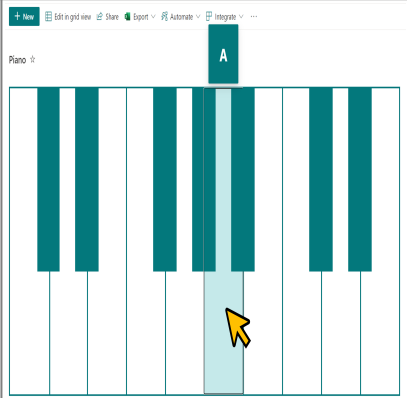 + New Edit in grid view Share Export Automate Integrate ...
A
Piano